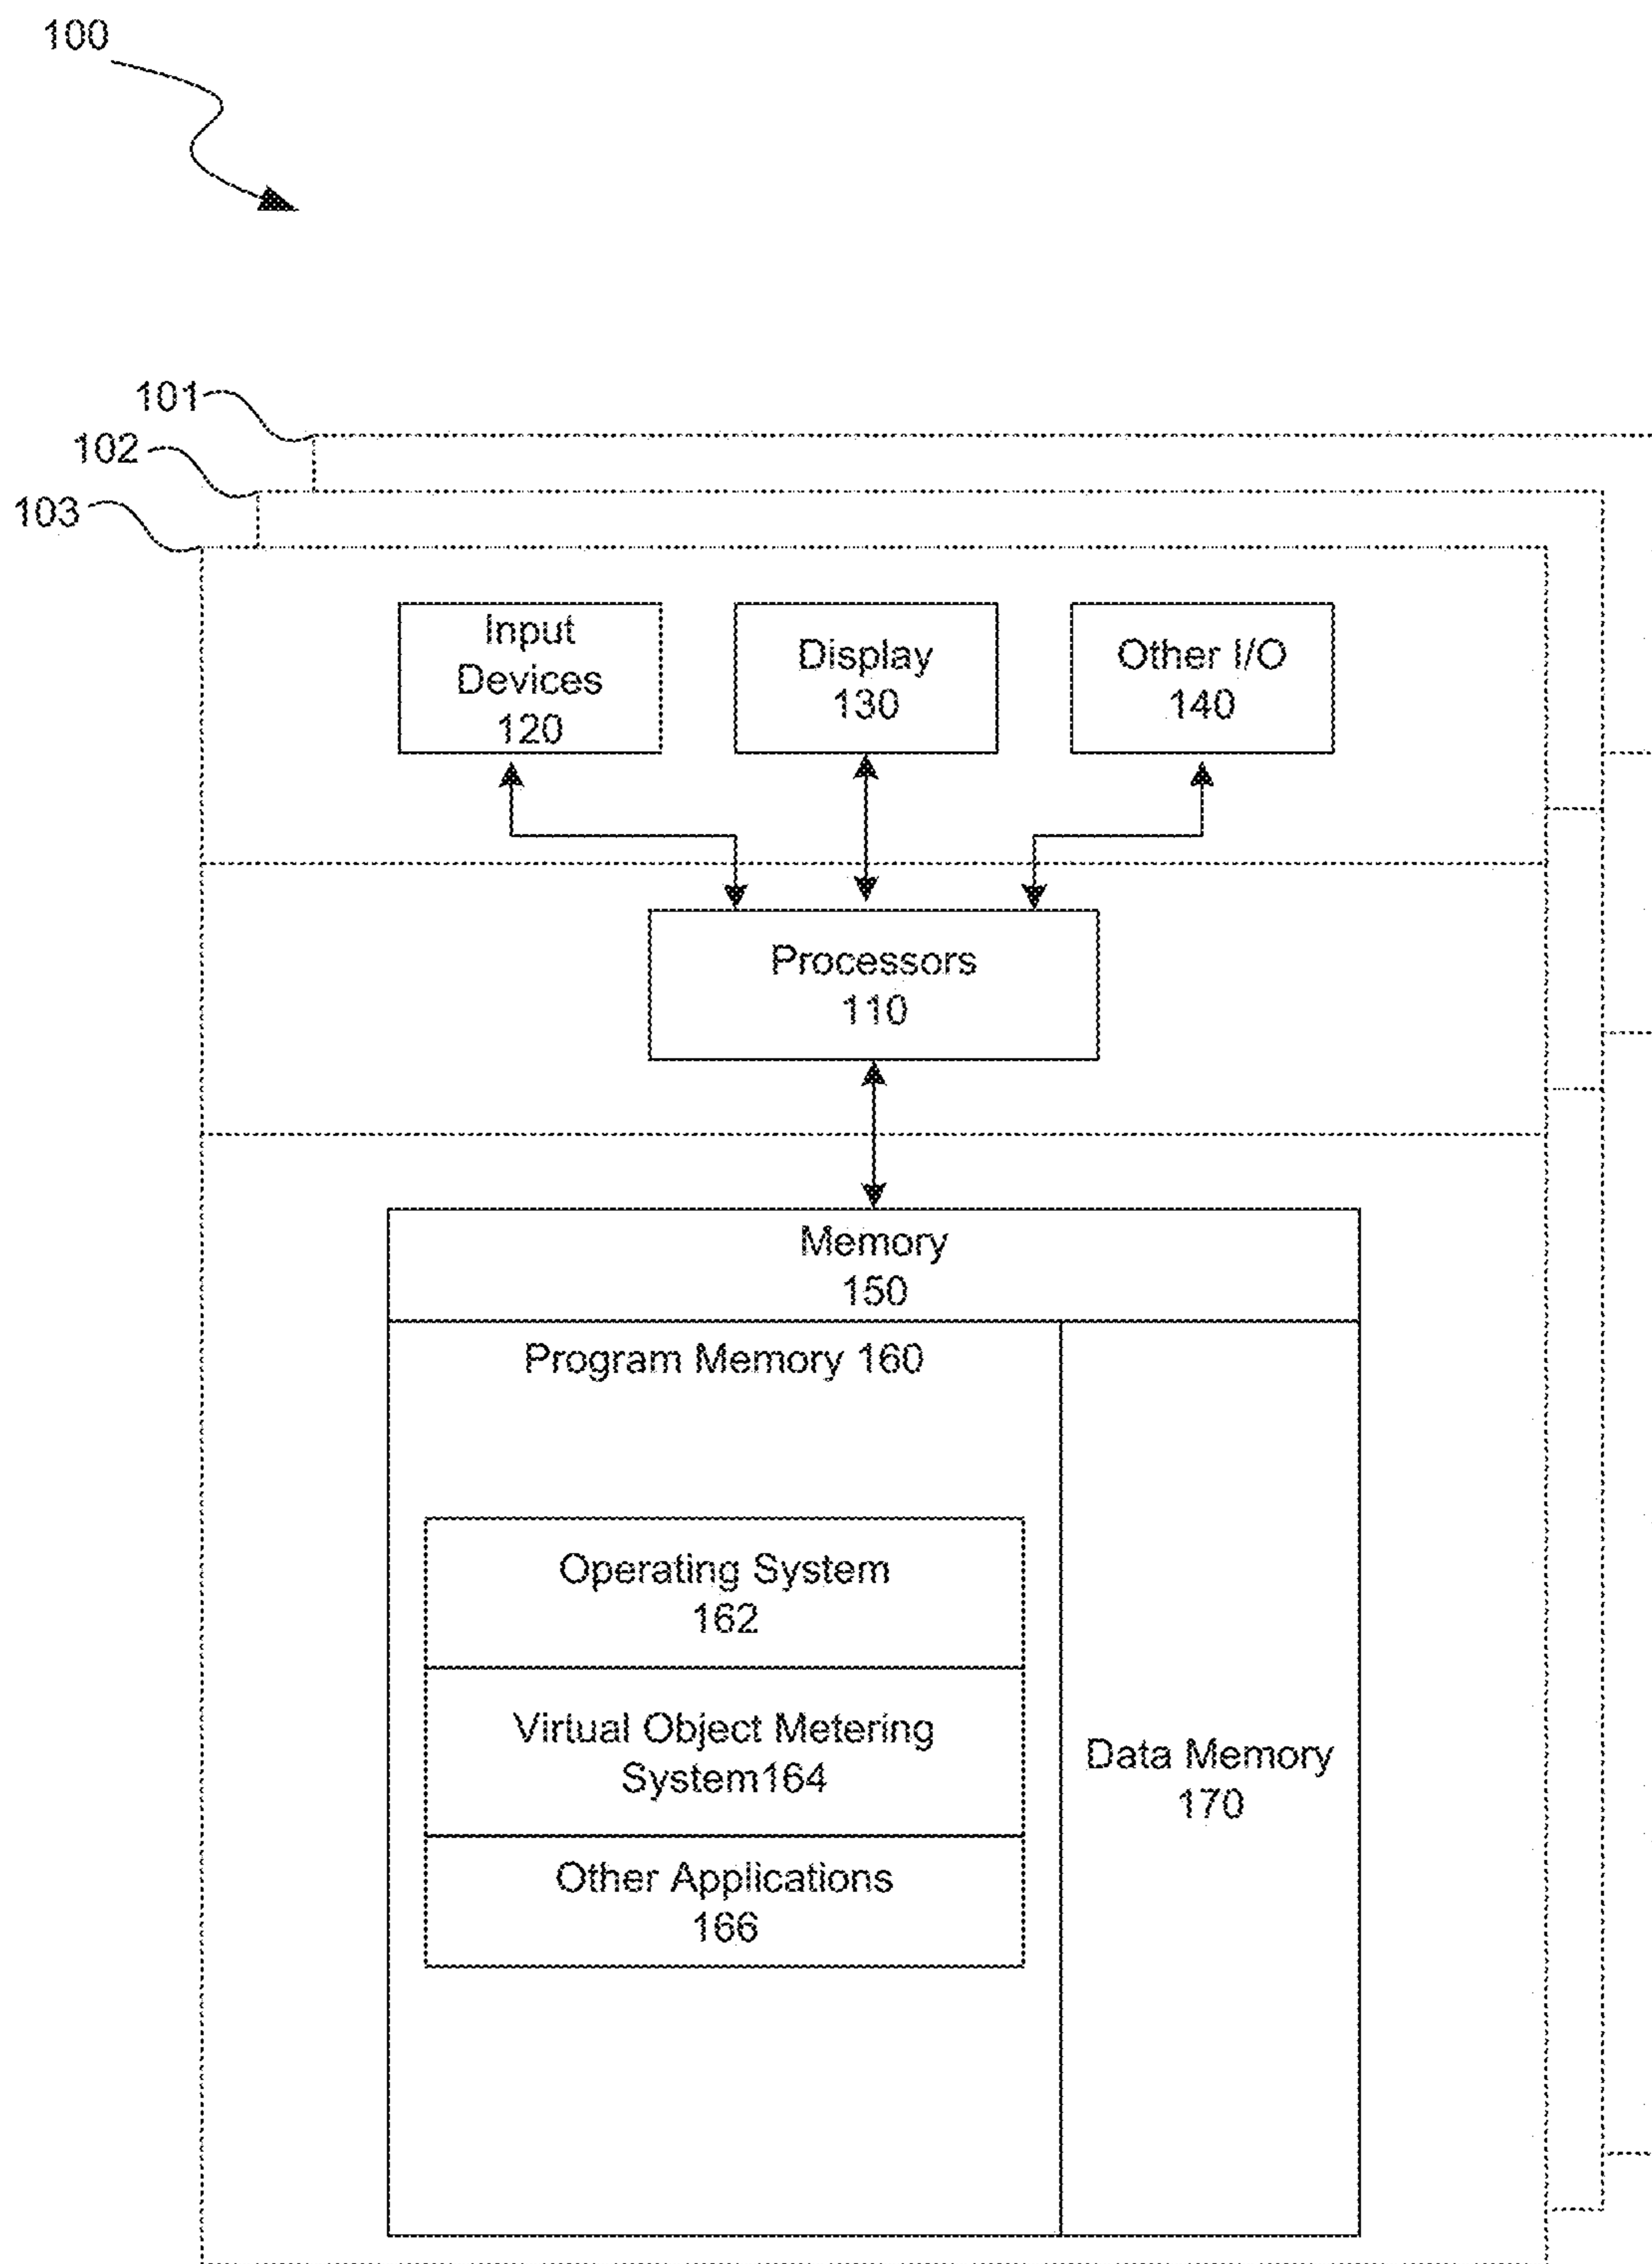 100
101
102
103
Input
Devices
120
Display
130
Other I/O
140
Processors
110
Memory
150
Program Memory 160
Operating System
162
Virtual Object Metering
System164
Other Applications
166
Data Memory
170